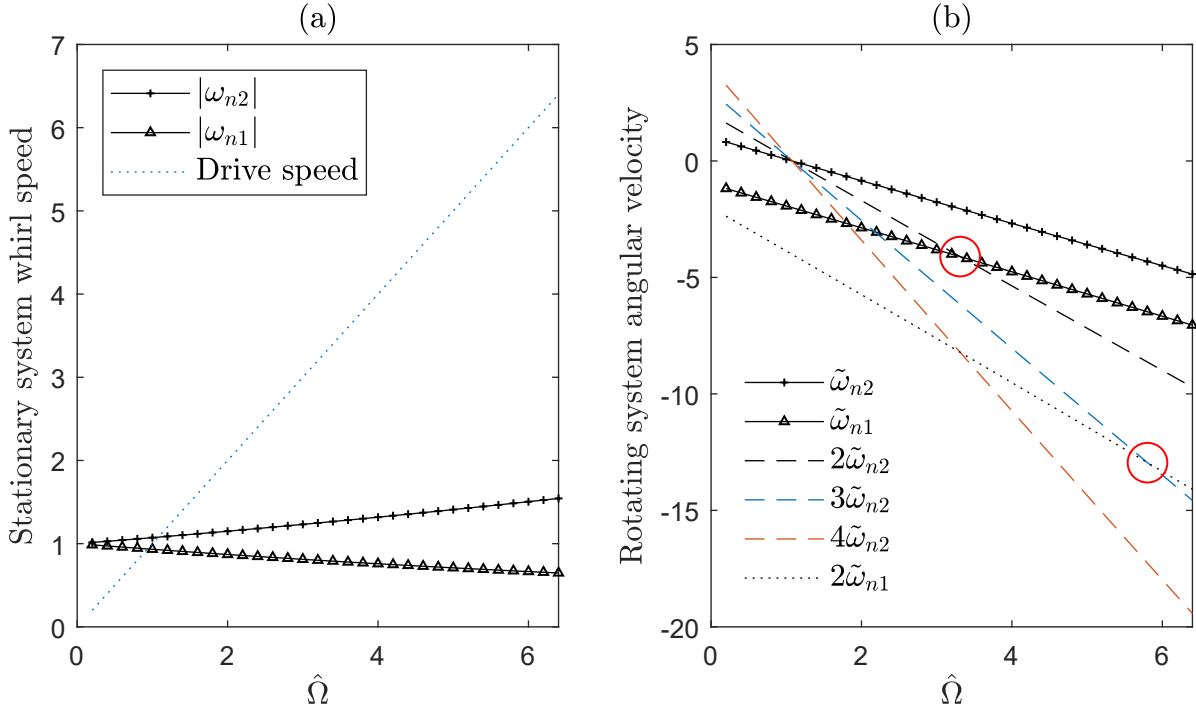 (a)
Stationary system whirl speed
7
6
5
4
3
2
1
0
|ω_{n2}|
|ω_{n1}|
Drive speed
0 2 4 6
Ω̂
(b)
Rotating system angular velocity
5
0
-5
-10
-15
-20
ω̃_{n2}
ω̃_{n1}
2ω̃_{n2}
3ω̃_{n2}
4ω̃_{n2}
2ω̃_{n1}
0 2 4 6
Ω̂